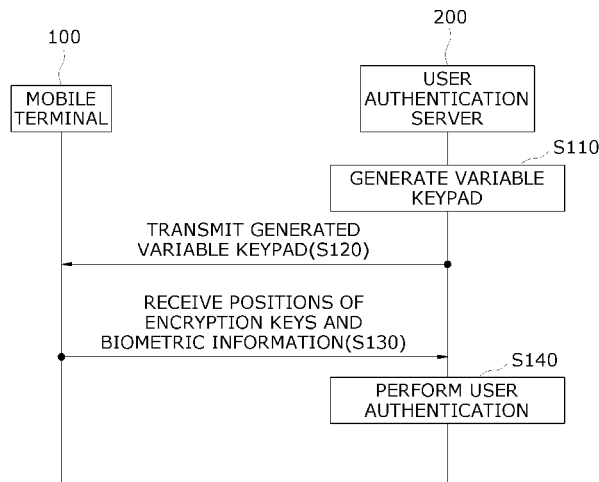 100
200
MOBILE
TERMINAL
USER
AUTHENTICATION
SERVER
S110
GENERATE VARIABLE
KEYPAD
TRANSMIT GENERATED
VARIABLE KEYPAD(S120)
RECEIVE POSITIONS OF
ENCRYPTION KEYS AND
BIOMETRIC INFORMATION(S130)
S140
PERFORM USER
AUTHENTICATION